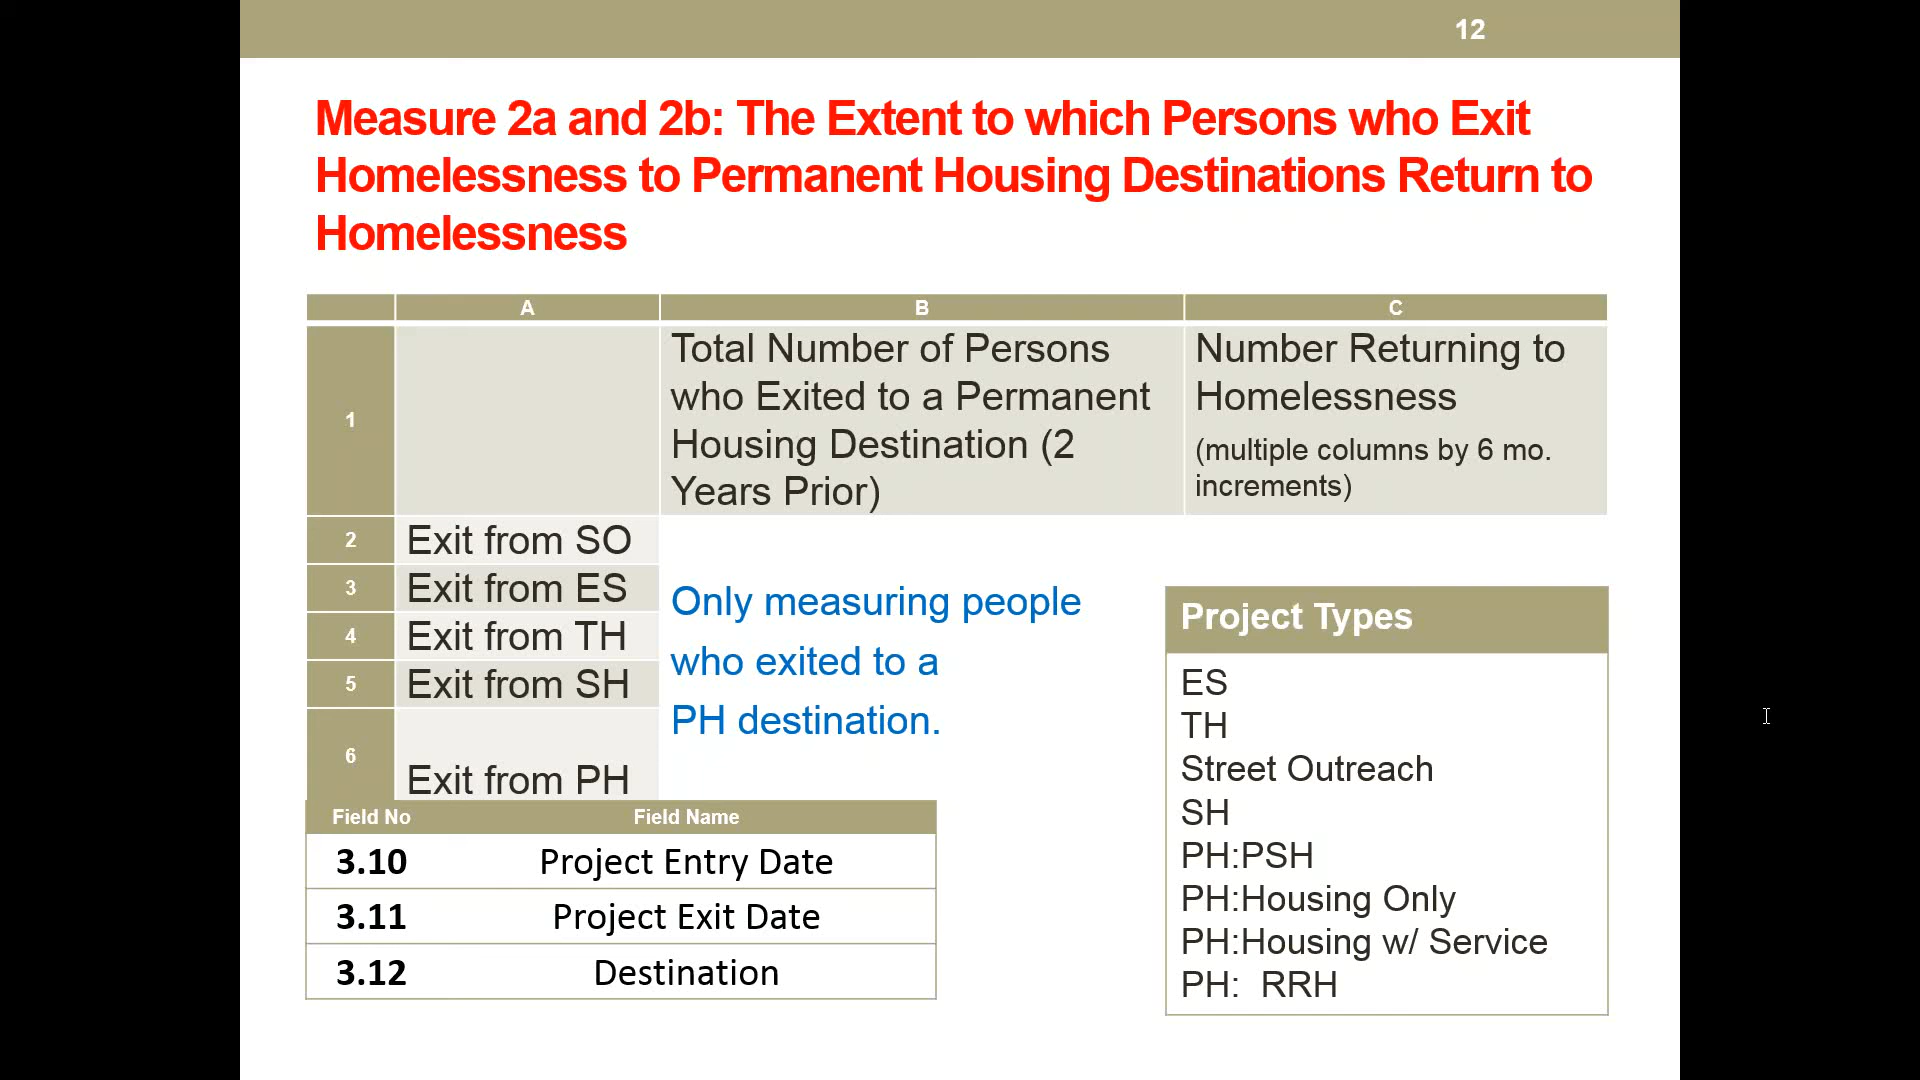 12
Measure 2a and 2b: The Extent to which Persons who Exit
Homelessness to Permanent Housing Destinations Return to
Homelessness
A B C
1
Total Number of Persons
who Exited to a Permanent
Housing Destination (2
Years Prior)
Number Returning to
Homelessness
(multiple columns by 6 mo.
increments)
2 Exit from SO
3 Exit from ES
4 Exit from TH
5 Exit from SH
6 Exit from PH
Only measuring people
who exited to a
PH destination.
Project Types
ES
TH
Street Outreach
SH
PH:PSH
PH:Housing Only
PH:Housing w/ Service
PH: RRH
Field No Field Name
3.10 Project Entry Date
3.11 Project Exit Date
3.12 Destination